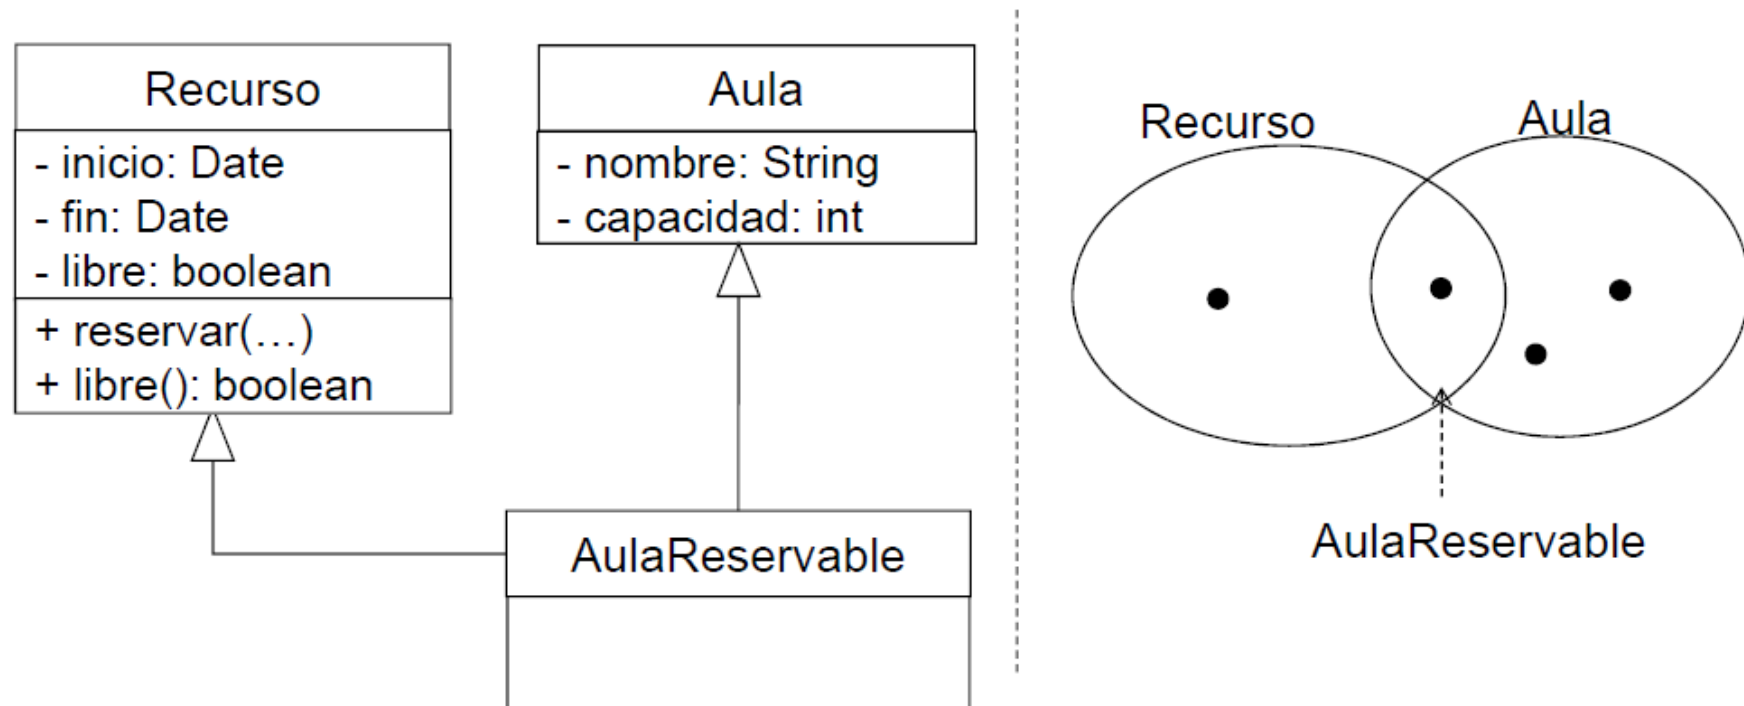 Recurso
- inicio: Date
- fin: Date
- libre: boolean
+ reservar(...)
+ libre(): boolean
Aula
- nombre: String
- capacidad: int
AulaReservable
Recurso
Aula
AulaReservable